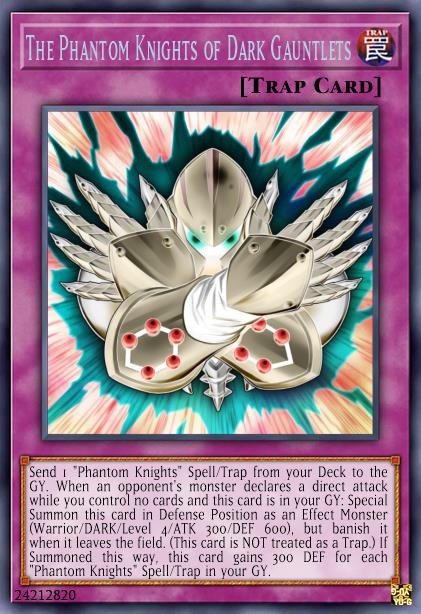 The Phantom Knights of Dark Gauntlets
TRAP
罠
[Trap Card]
Send 1 "Phantom Knights" Spell/Trap from your Deck to the
GY. When an opponent's monster declares a direct attack
while you control no cards and this card is in your GY: Special
Summon this card in Defense Position as an Effect Monster
(Warrior/DARK/Level 4/ATK 300/DEF 600), but banish it
when it leaves the field. (This card is NOT treated as a Trap.) If
Summoned this way, this card gains 300 DEF for each
"Phantom Knights" Spell/Trap in your GY.
24212820